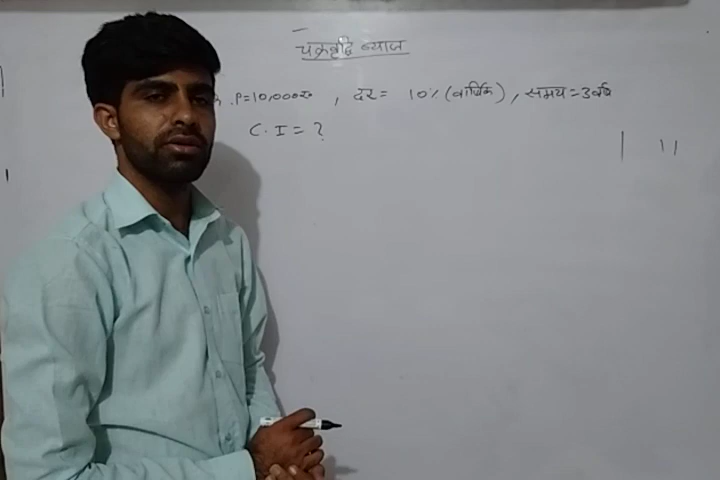 चक्रवृद्धि ब्याज
P=10,000रु , दर= 10% (वार्षिक) , समय=3वर्ष
C.I=?